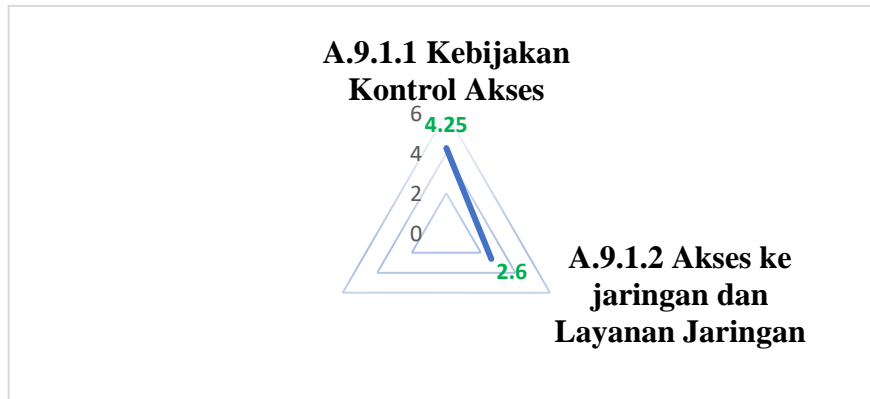 A.9.1.1 Kebijakan
Kontrol Akses
6
4.25
4
2
0
2.6
A.9.1.2 Akses ke
jaringan dan
Layanan Jaringan